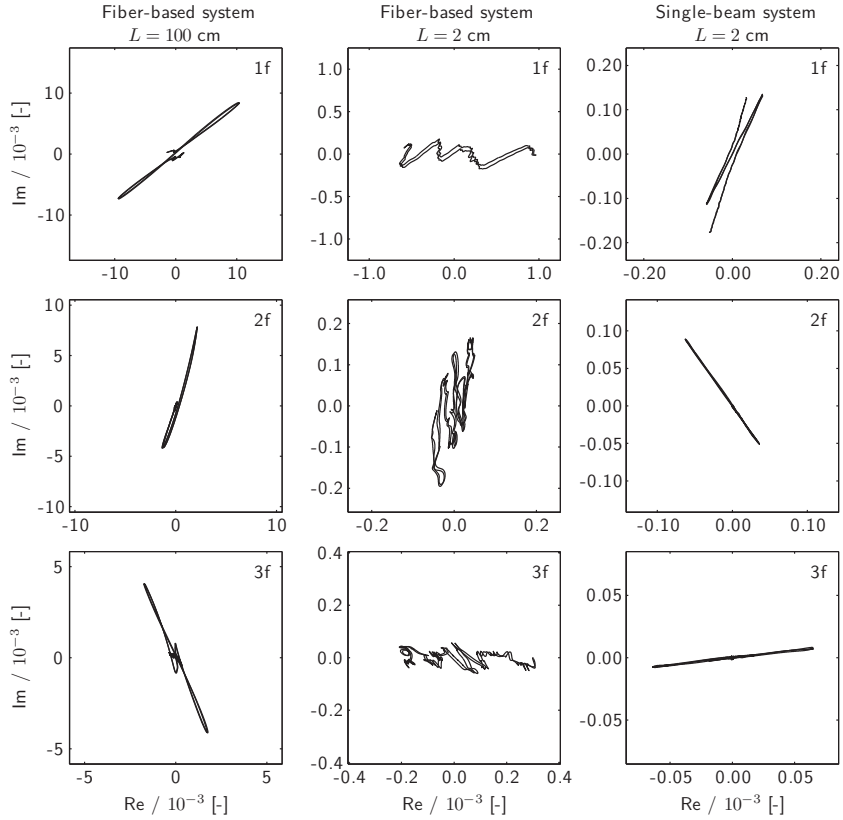 Fiber-based system Fiber-based system Single-beam system
L = 100 cm L = 2 cm L = 2 cm
1f 1f 1f
10 1.0 0.20
0.5 0.10
0 0.0 0.00
-0.5 -0.10
-10 -1.0 -0.20
Im / 10⁻³ [-]
-10 0 10 -1.0 0.0 1.0 -0.20 0.00 0.20
2f 2f 2f
10 0.2 0.10
5 0.1 0.05
0 0.0 0.00
-5 -0.1 -0.05
-10 -0.2 -0.10
Im / 10⁻³ [-]
-10 0 10 -0.2 0.0 0.2 -0.10 0.00 0.10
3f 3f 3f
5 0.4 0.05
0.2
0 0.0 0.00
-0.2
-5 -0.4 -0.05
Im / 10⁻³ [-]
-5 0 5 -0.4 -0.2 0.0 0.2 0.4 -0.05 0.00 0.05
Re / 10⁻³ [-] Re / 10⁻³ [-] Re / 10⁻³ [-]